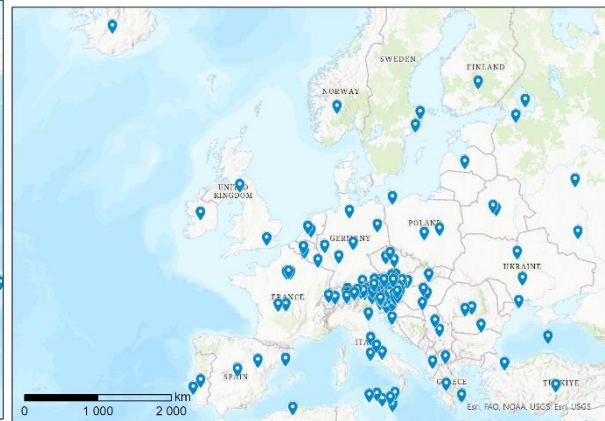 SWEDEN
FINLAND
NORWAY
UNITED
KINGDOM
POLAND
GERMANY
UKRAINE
FRANCE
ITALY
SPAIN
GREECE
TÜRKIYE
km
0 1 000 2 000
Esri, FAO, NOAA, USGS, Esri, USGS